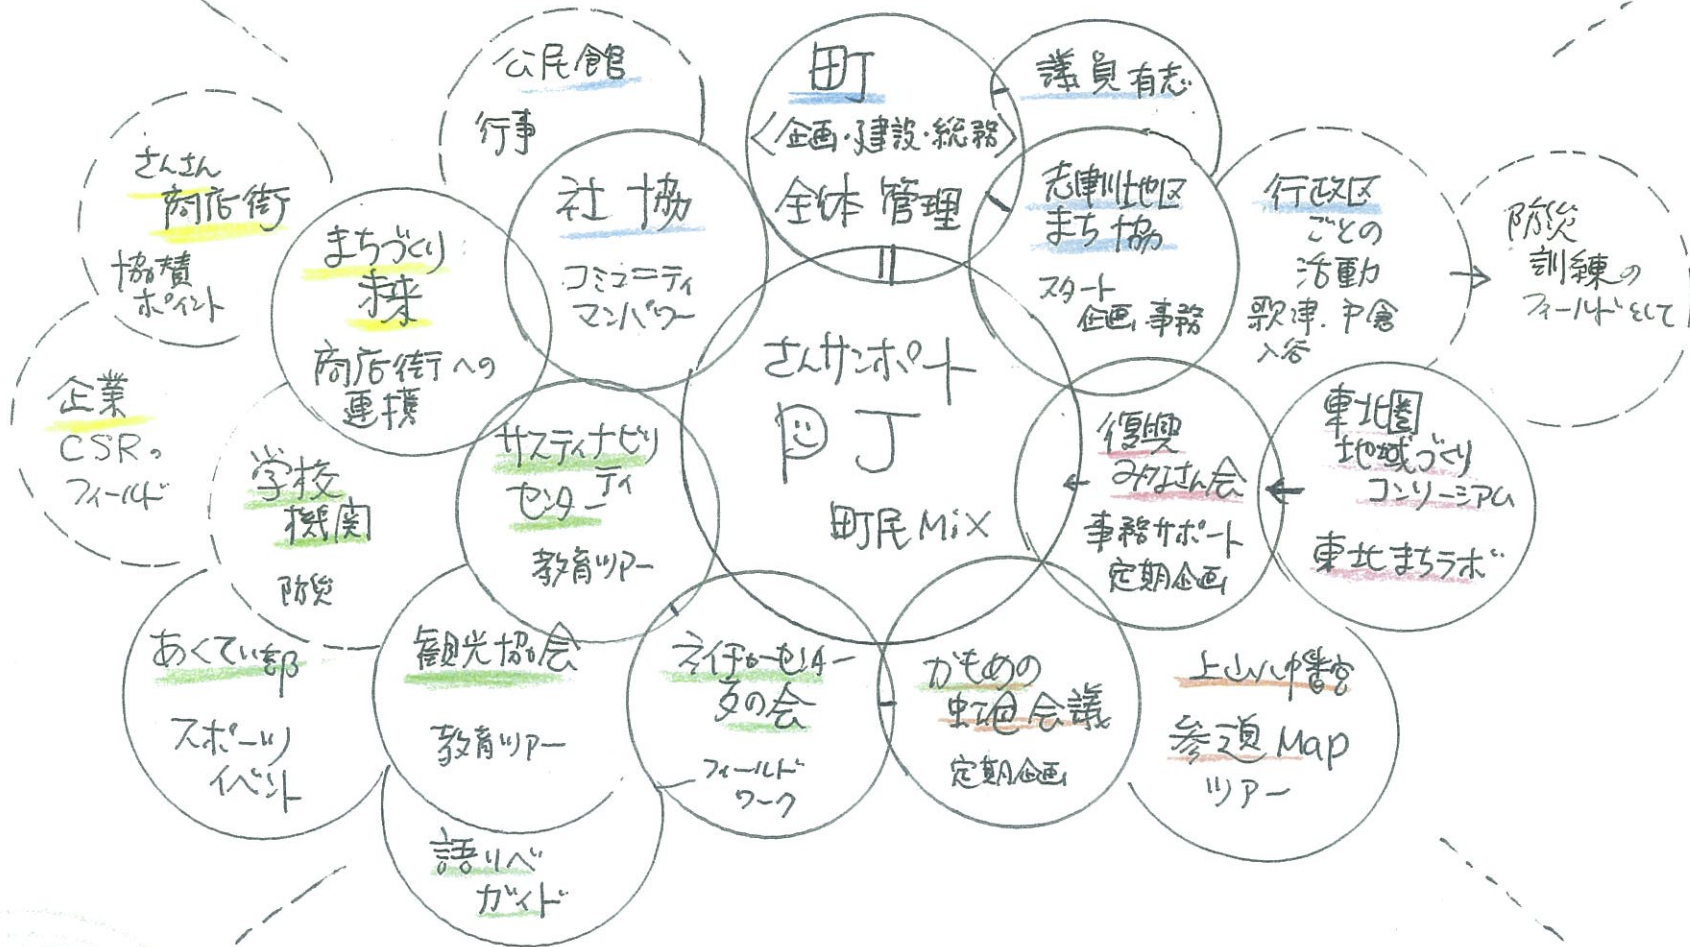 公民館
行事
町
〈企画・建設・総務〉
全体管理
議員有志
さんさん
商店街
協賛
ポイント
まちづくり
未来
商店街への
連携
社協
コミュニティ
マンパワー
志津川地区
まち協
スタート
企画・事務
行政区
ごとの
活動
歌津.戸倉
入谷
防災
訓練の
フィールドとして
企業
CSRの
フィールド
学校
機関
防災
サスティナビリ
ティ
センター
教育ツアー
さんサンポート
PJ
町民MiX
復興
みなさん会
事務サポート
定期企画
東北圏
地域づくり
コンソーシアム
東北まちラボ
あくてぃ部
スポーツ
イベント
観光協会
教育ツアー
ネイチャーセンター
友の会
フィールド
ワーク
かもめの
虹色会議
定期企画
上山八幡宮
参道Map
ツアー
語りべ
ガイド